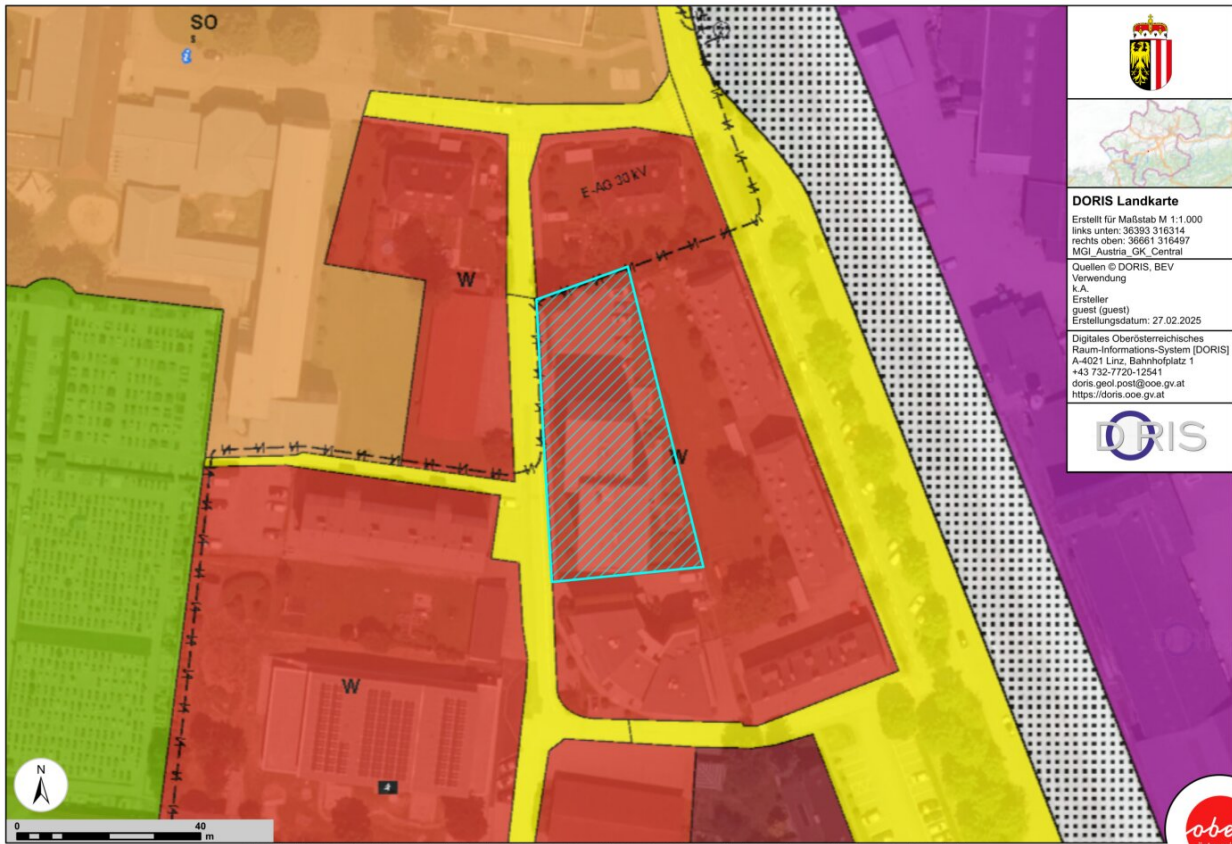 SO
S
E-AG 30 kV
W
W
W
N
0 40
m
DORIS Landkarte
Erstellt für Maßstab M 1:1.000
links unten: 36393 316314
rechts oben: 36661 316497
MGI_Austria_GK_Central
Quellen © DORIS, BEV
Verwendung
k.A.
Ersteller
guest (guest)
Erstellungsdatum: 27.02.2025
Digitales Oberösterreichisches
Raum-Informations-System [DORIS]
A-4021 Linz, Bahnhofplatz 1
+43 732-7720-12541
doris.geol.post@ooe.gv.at
https://doris.ooe.gv.at
DORIS
obe